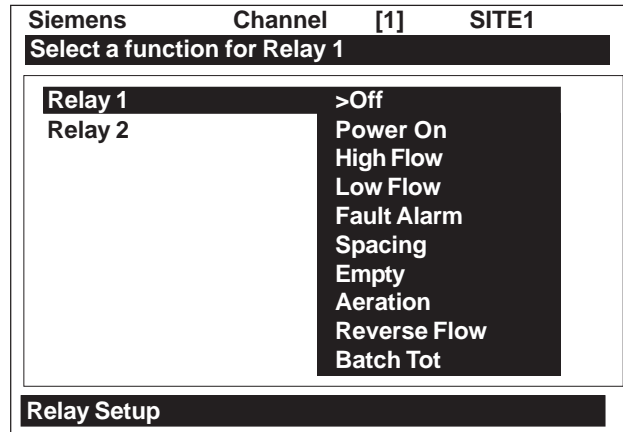 Siemens Channel [1] SITE1
Select a function for Relay 1
Relay 1 >Off
Relay 2 Power On
High Flow
Low Flow
Fault Alarm
Spacing
Empty
Aeration
Reverse Flow
Batch Tot
Relay Setup